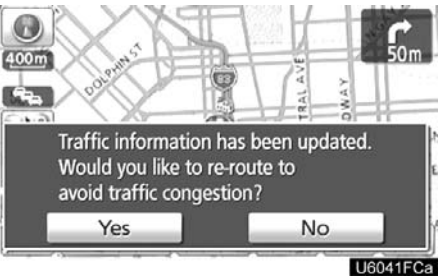 400m
DOLPHIN ST
83
TRAL AVE
DWAY
50m
Traffic information has been updated.
Would you like to re-route to
avoid traffic congestion?
Yes
No
U6041FCa